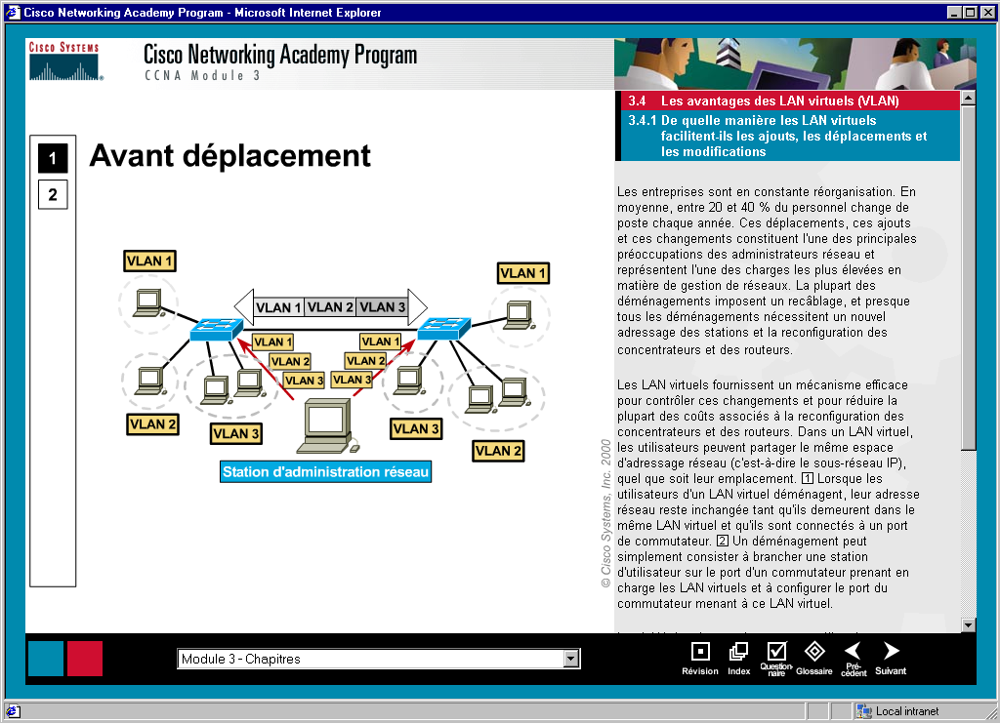 Cisco Networking Academy Program - Microsoft Internet Explorer
CISCO SYSTEMS
Cisco Networking Academy Program
CCNA Module 3
3.4 Les avantages des LAN virtuels (VLAN)
3.4.1 De quelle manière les LAN virtuels
facilitent-ils les ajouts, les déplacements et
les modifications
1
2
Avant déplacement
VLAN 1
VLAN 1
VLAN 1 VLAN 2 VLAN 3
VLAN 1
VLAN 2
VLAN 3
VLAN 1
VLAN 2
VLAN 3
VLAN 2
VLAN 3
VLAN 3
VLAN 2
Station d'administration réseau
© Cisco Systems, Inc. 2000
Les entreprises sont en constante réorganisation. En
moyenne, entre 20 et 40 % du personnel change de
poste chaque année. Ces déplacements, ces ajouts
et ces changements constituent l'une des principales
préoccupations des administrateurs réseau et
représentent l'une des charges les plus élevées en
matière de gestion de réseaux. La plupart des
déménagements imposent un recâblage, et presque
tous les déménagements nécessitent un nouvel
adressage des stations et la reconfiguration des
concentrateurs et des routeurs.
Les LAN virtuels fournissent un mécanisme efficace
pour contrôler ces changements et pour réduire la
plupart des coûts associés à la reconfiguration des
concentrateurs et des routeurs. Dans un LAN virtuel,
les utilisateurs peuvent partager le même espace
d'adressage réseau (c'est-à-dire le sous-réseau IP),
quel que soit leur emplacement. 1 Lorsque les
utilisateurs d'un LAN virtuel déménagent, leur adresse
réseau reste inchangée tant qu'ils demeurent dans le
même LAN virtuel et qu'ils sont connectés à un port
de commutateur. 2 Un déménagement peut
simplement consister à brancher une station
d'utilisateur sur le port d'un commutateur prenant en
charge les LAN virtuels et à configurer le port du
commutateur menant à ce LAN virtuel.
Module 3 - Chapitres
Révision
Index
Question-
naire
Glossaire
Pré-
cédent
Suivant
Local intranet